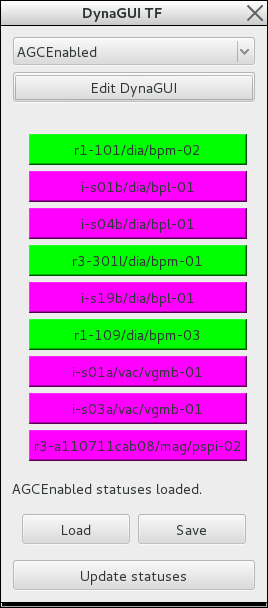 DynaGUI TF
AGCEnabled
Edit DynaGUI
r1-101/dia/bpm-02
i-s01b/dia/bpl-01
i-s04b/dia/bpl-01
r3-301l/dia/bpm-01
i-s19b/dia/bpl-01
r1-109/dia/bpm-03
i-s01a/vac/vgmb-01
i-s03a/vac/vgmb-01
r3-a110711cab08/mag/pspi-02
AGCEnabled statuses loaded.
Load Save
Update statuses